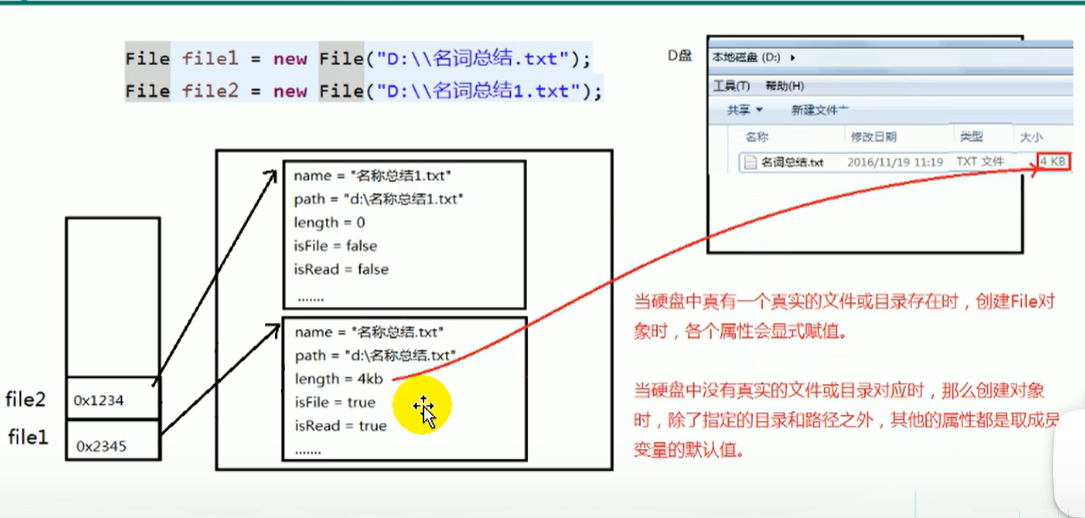 File file1 = new File("D:\\名词总结.txt");
File file2 = new File("D:\\名词总结1.txt");
D盘
本地磁盘 (D:)
工具(T) 帮助(H)
共享 新建文件
名称 修改日期 类型 大小
名词总结.txt 2016/11/19 11:19 TXT 文件 4 KB
name = "名称总结1.txt"
path = "d:\名称总结1.txt"
length = 0
isFile = false
isRead = false
.......
name = "名称总结.txt"
path = "d:\名称总结.txt"
length = 4kb
isFile = true
isRead = true
.......
file2 0x1234
file1 0x2345
当硬盘中真有一个真实的文件或目录存在时，创建File对
象时，各个属性会显式赋值。
当硬盘中没有真实的文件或目录对应时，那么创建对象
时，除了指定的目录和路径之外，其他的属性都是取成员
变量的默认值。